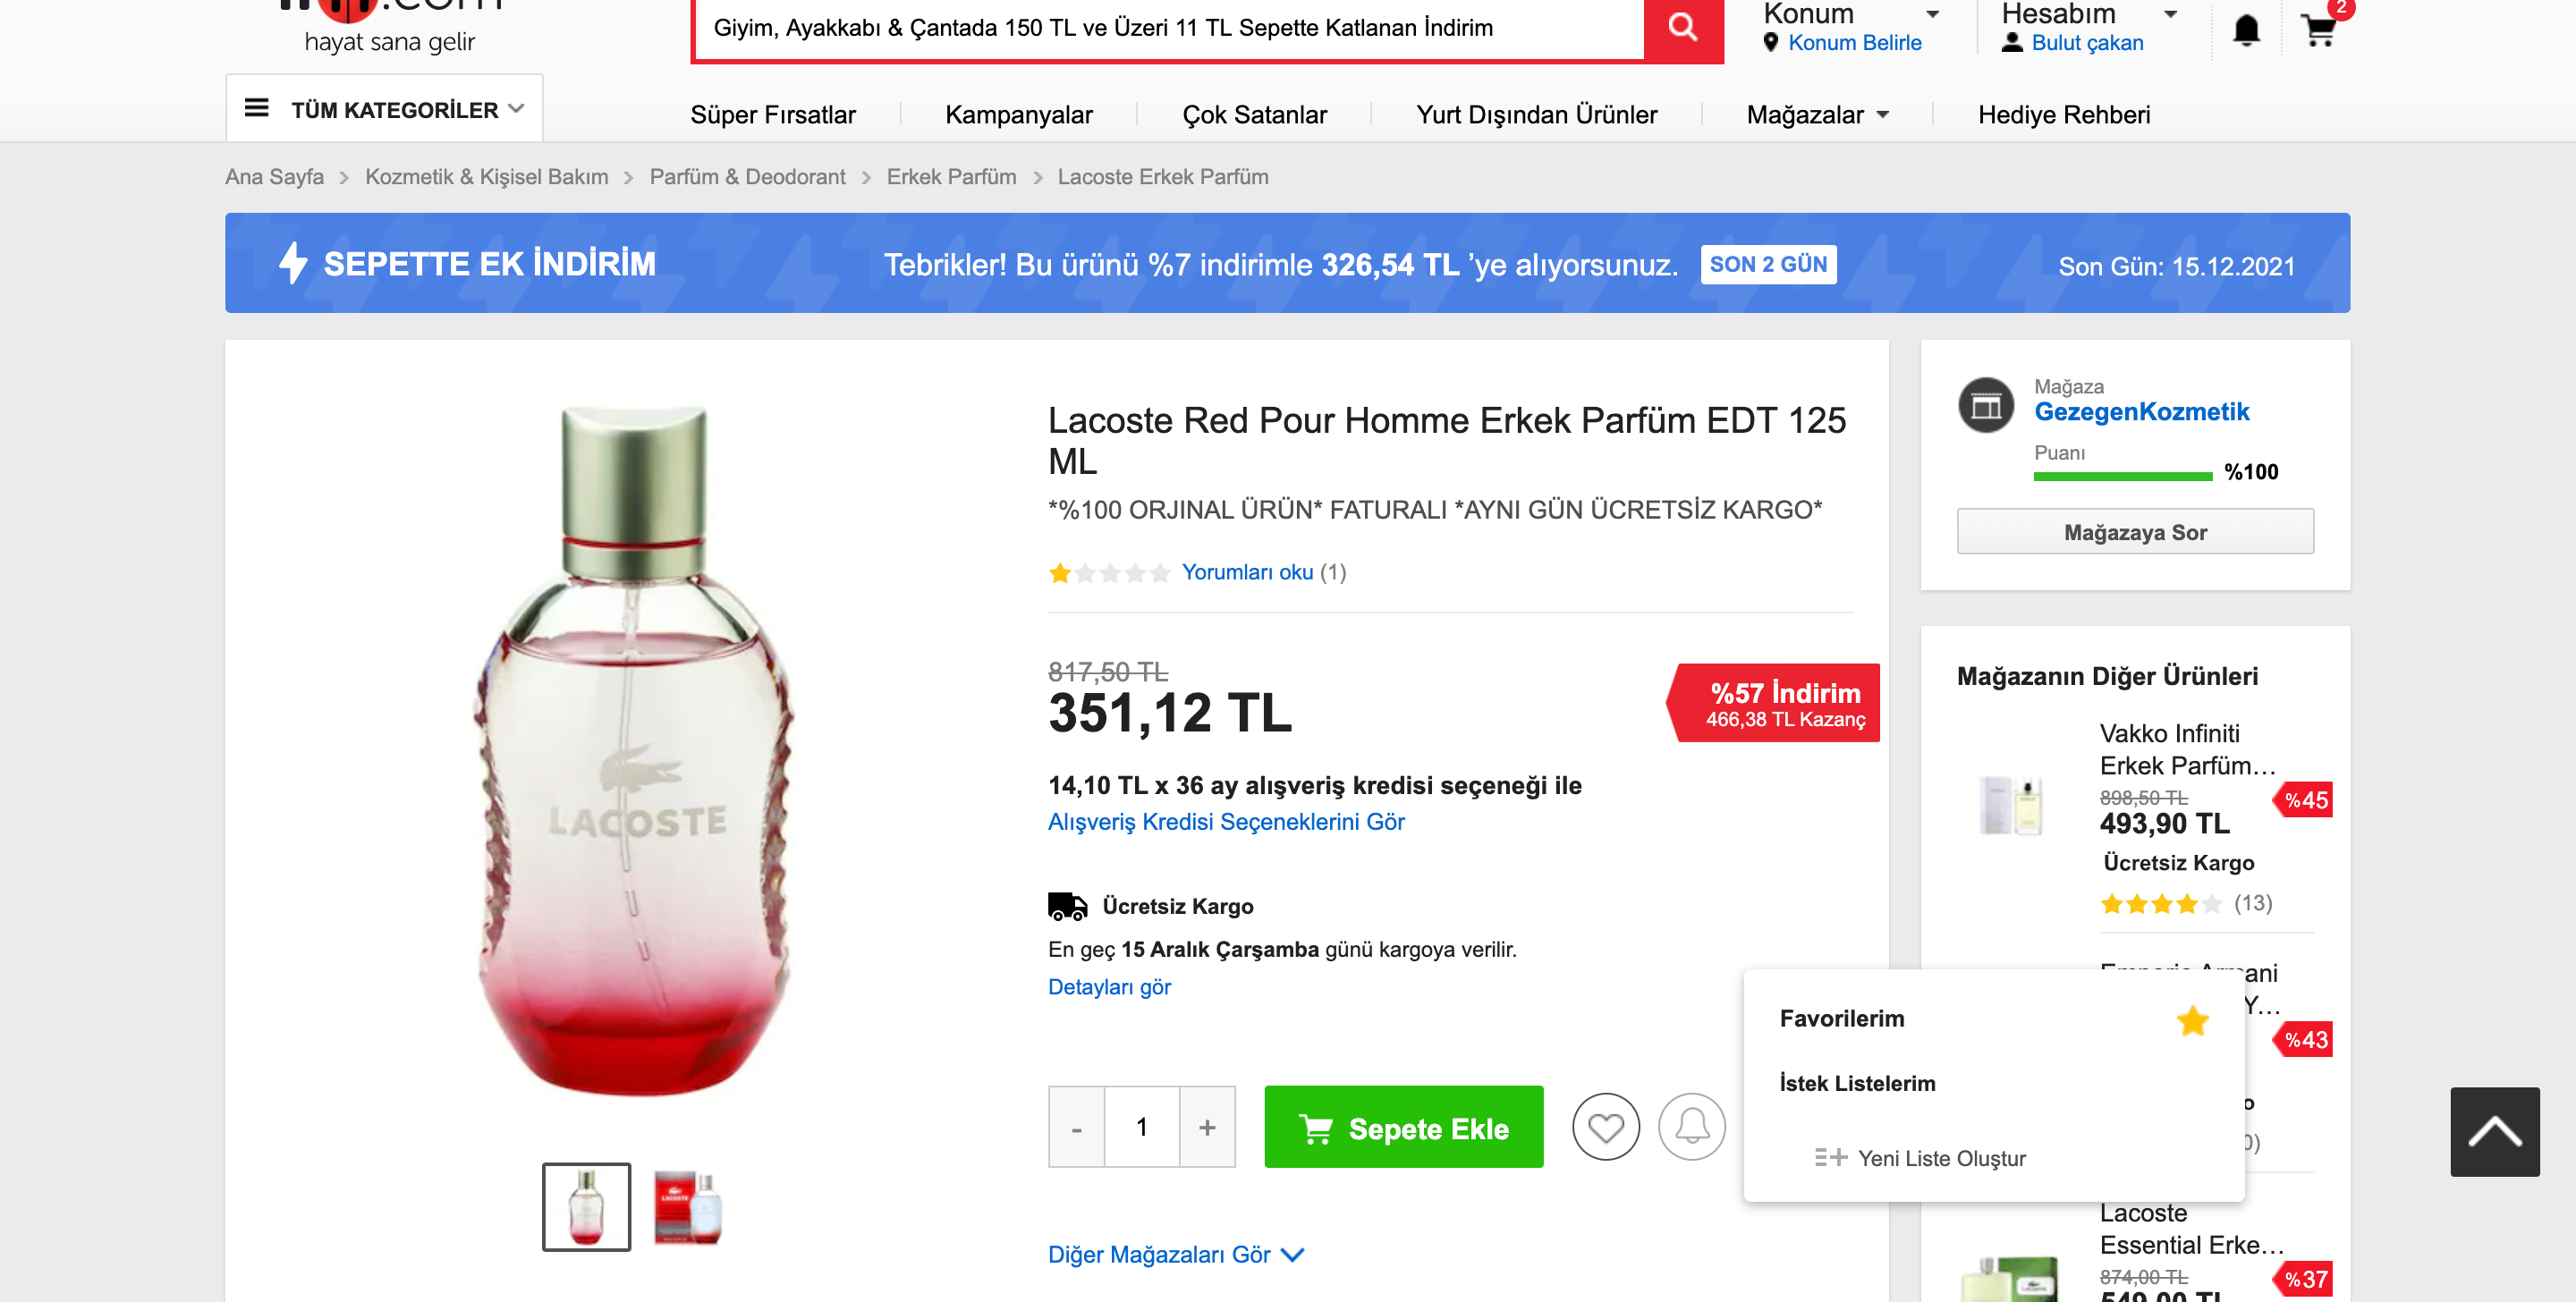 .com
hayat sana gelir
Giyim, Ayakkabı & Çantada 150 TL ve Üzeri 11 TL Sepette Katlanan İndirim
Konum
Konum Belirle
Hesabım
Bulut çakan
2
TÜM KATEGORİLER
Süper Fırsatlar
Kampanyalar
Çok Satanlar
Yurt Dışından Ürünler
Mağazalar
Hediye Rehberi
Ana Sayfa > Kozmetik & Kişisel Bakım > Parfüm & Deodorant > Erkek Parfüm > Lacoste Erkek Parfüm
SEPETTE EK İNDİRİM
Tebrikler! Bu ürünü %7 indirimle 326,54 TL 'ye alıyorsunuz.
SON 2 GÜN
Son Gün: 15.12.2021
LACOSTE
Lacoste Red Pour Homme Erkek Parfüm EDT 125
ML
*%100 ORJINAL ÜRÜN* FATURALI *AYNI GÜN ÜCRETSİZ KARGO*
Yorumları oku (1)
817,50 TL
351,12 TL
%57 İndirim
466,38 TL Kazanç
14,10 TL x 36 ay alışveriş kredisi seçeneği ile
Alışveriş Kredisi Seçeneklerini Gör
Ücretsiz Kargo
En geç 15 Aralık Çarşamba günü kargoya verilir.
Detayları gör
- 1 +
Sepete Ekle
Diğer Mağazaları Gör
Mağaza
GezegenKozmetik
Puanı
%100
Mağazaya Sor
Mağazanın Diğer Ürünleri
Vakko Infiniti
Erkek Parfüm...
898,50 TL
493,90 TL
%45
Ücretsiz Kargo
(13)
Emporio Armani
Y...
%43
Favorilerim
İstek Listelerim
Yeni Liste Oluştur
Lacoste
Essential Erke...
874,00 TL
549,00 TL
%37